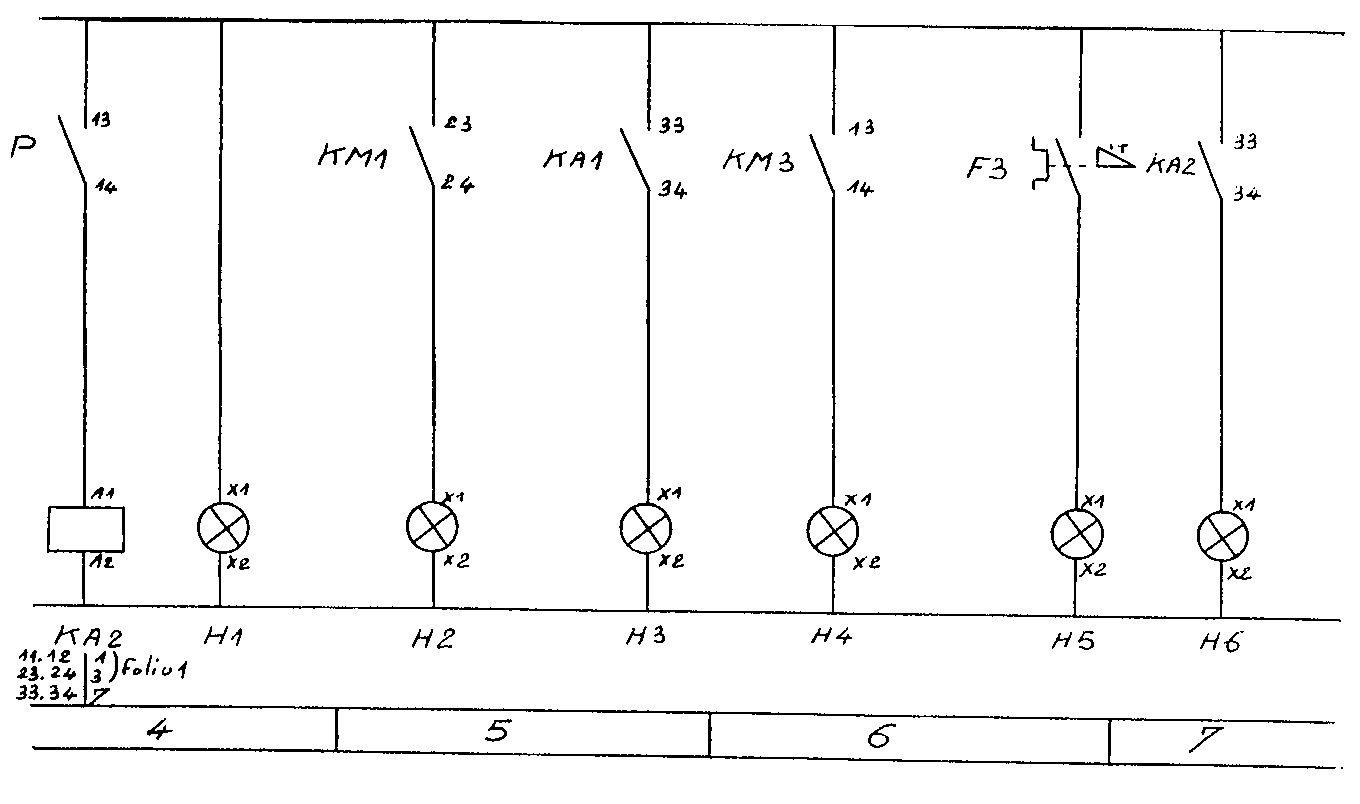 P 13 14
KM1 23 24
KA1 33 34
KM3 13 14
F3
KA2 33 34
A1 A2
X1 X2
X1 X2
X1 X2
X1 X2
X1 X2
X1 X2
KA2 H1 H2 H3 H4 H5 H6
11.12 1
23.24 3 ) Folio 1
33.34 7
4 5 6 7